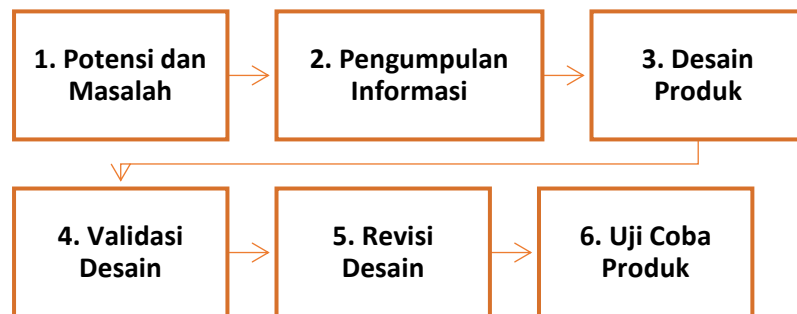 1. Potensi dan
Masalah
2. Pengumpulan
Informasi
3. Desain
Produk
4. Validasi
Desain
5. Revisi
Desain
6. Uji Coba
Produk